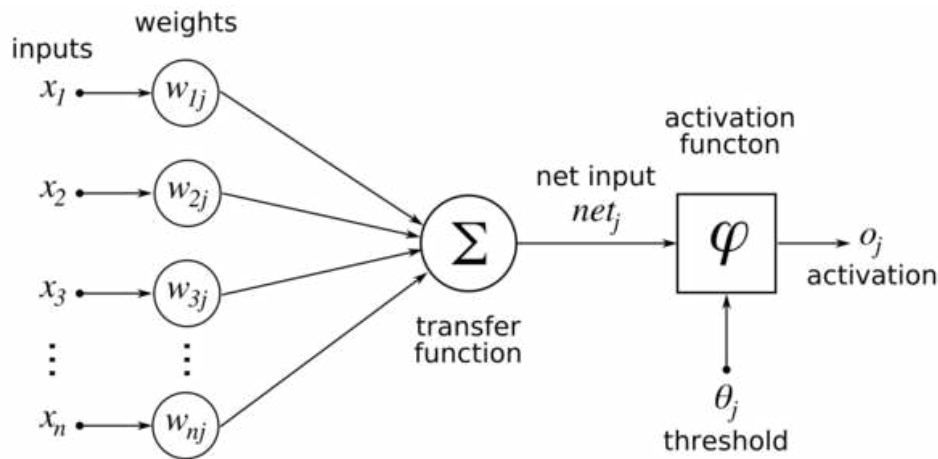 weights
inputs
x1
w1j
x2
w2j
x3
w3j
xn
wnj
Σ
transfer
function
net input
netj
activation
functon
φ
oj
activation
θj
threshold